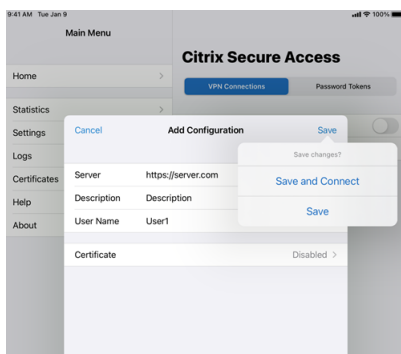 9:41 AM Tue Jan 9
100%
Main Menu
Citrix Secure Access
Home
VPN Connections
Password Tokens
Statistics
Settings
Logs
Certificates
Help
About
Cancel
Add Configuration
Save
Save changes?
Save and Connect
Save
Server https://server.com
Description Description
User Name User1
Certificate Disabled